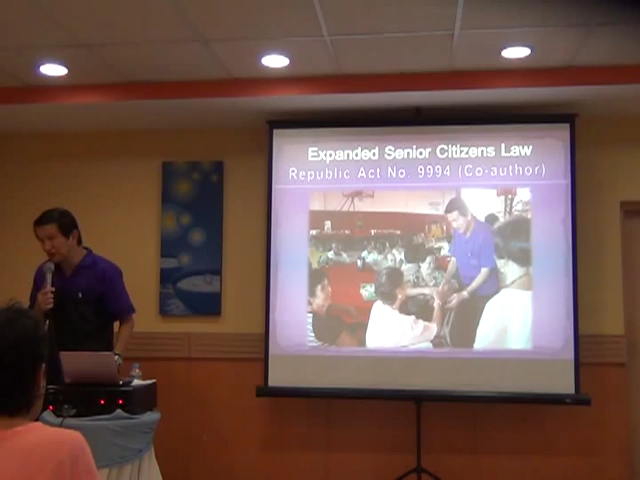 Expanded Senior Citizens Law
Republic Act No. 9994 (Co-author)